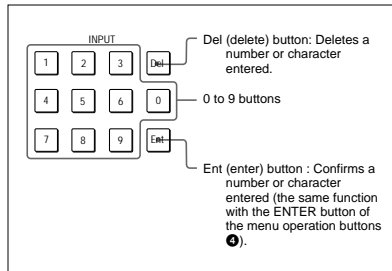 INPUT
1 2 3 Del
4 5 6 0
7 8 9 Ent
Del (delete) button: Deletes a
number or character
entered.
0 to 9 buttons
Ent (enter) button : Confirms a
number or character
entered (the same function
with the ENTER button of
the menu operation buttons
❹).